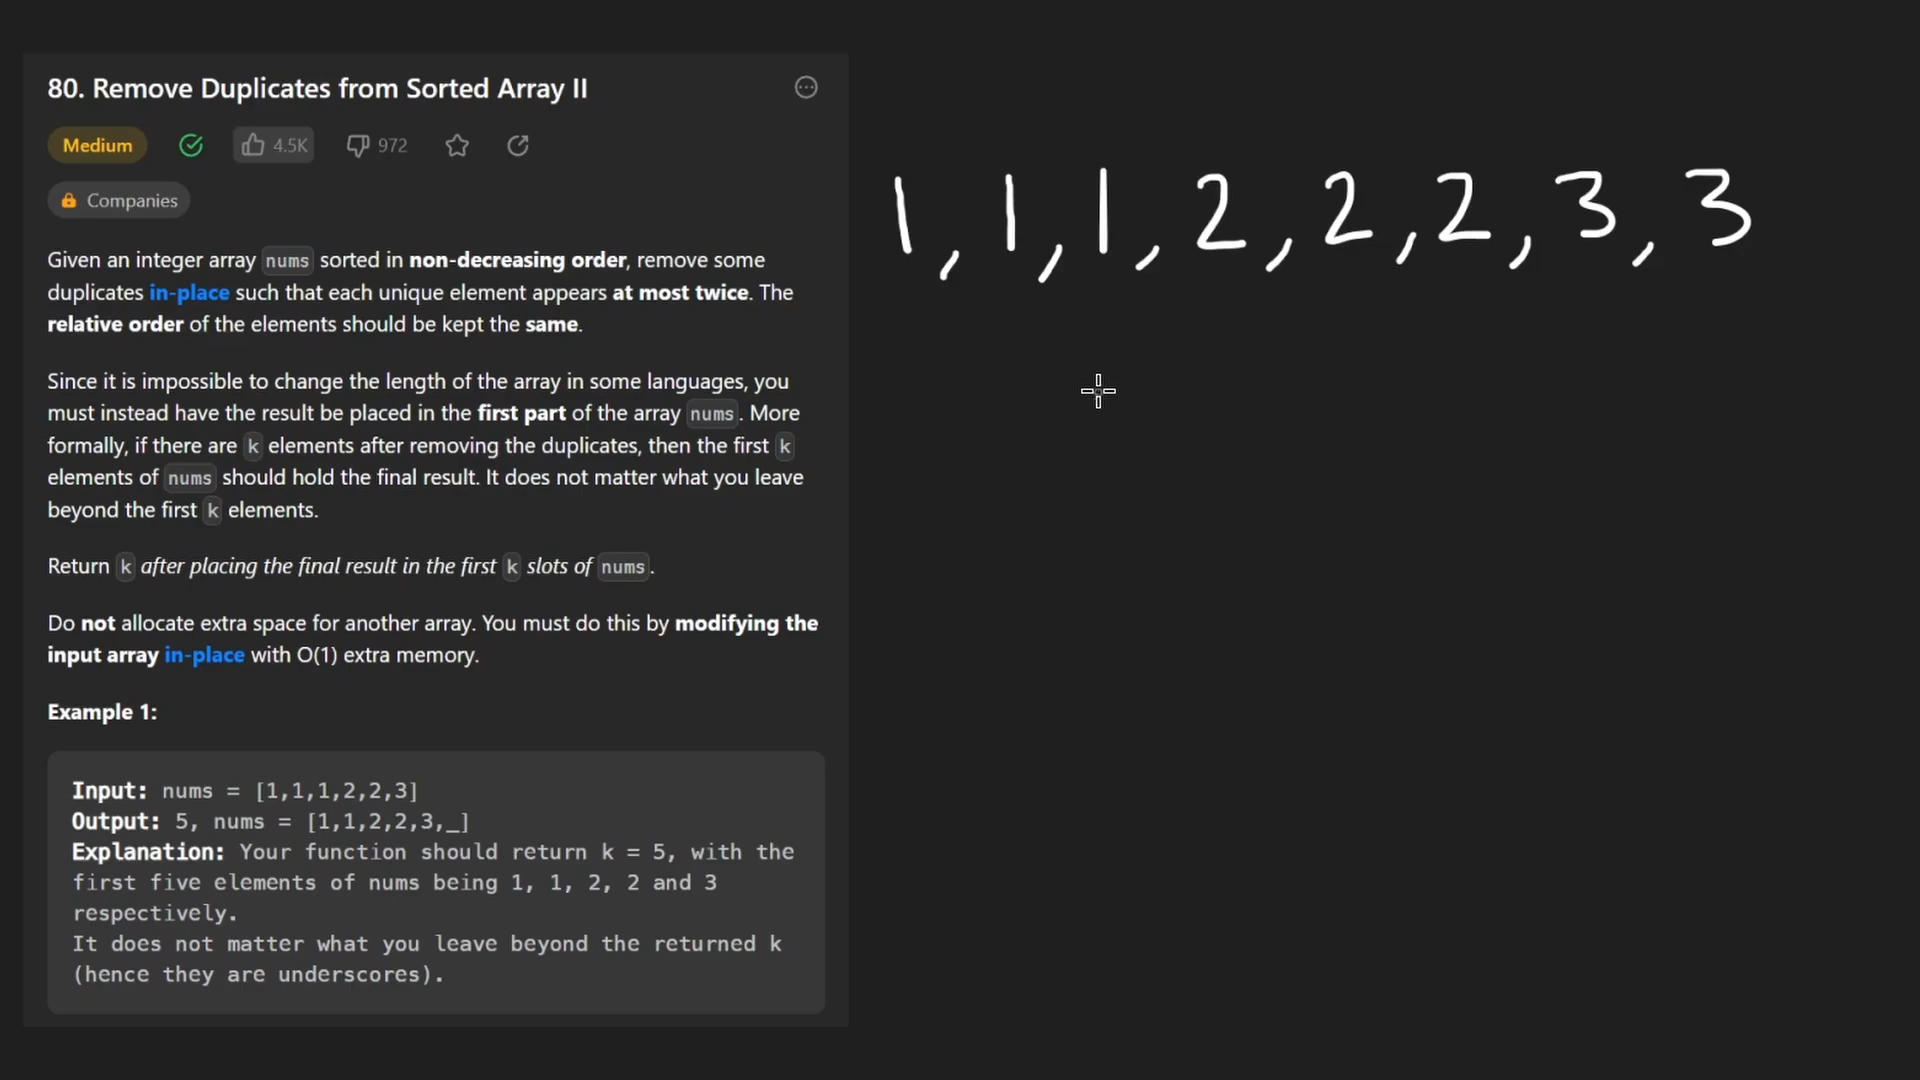 80. Remove Duplicates from Sorted Array II
Medium 4.5K 972
Companies
Given an integer array nums sorted in non-decreasing order, remove some
duplicates in-place such that each unique element appears at most twice. The
relative order of the elements should be kept the same.
Since it is impossible to change the length of the array in some languages, you
must instead have the result be placed in the first part of the array nums. More
formally, if there are k elements after removing the duplicates, then the first k
elements of nums should hold the final result. It does not matter what you leave
beyond the first k elements.
Return k after placing the final result in the first k slots of nums.
Do not allocate extra space for another array. You must do this by modifying the
input array in-place with O(1) extra memory.
Example 1:
Input: nums = [1,1,1,2,2,3]
Output: 5, nums = [1,1,2,2,3,_]
Explanation: Your function should return k = 5, with the
first five elements of nums being 1, 1, 2, 2 and 3
respectively.
It does not matter what you leave beyond the returned k
(hence they are underscores).
1, 1, 1, 2, 2, 2, 3, 3